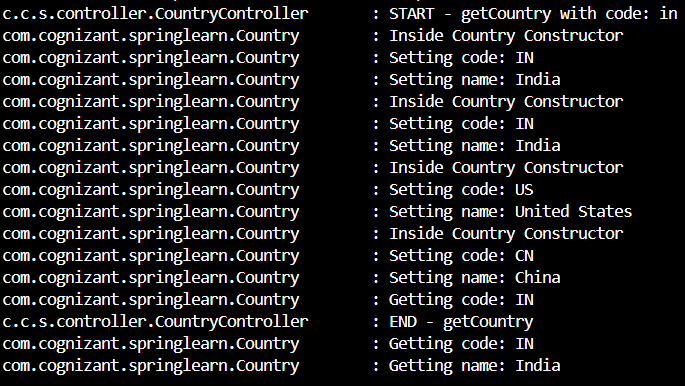 c.c.s.controller.CountryController : START - getCountry with code: in
com.cognizant.springlearn.Country : Inside Country Constructor
com.cognizant.springlearn.Country : Setting code: IN
com.cognizant.springlearn.Country : Setting name: India
com.cognizant.springlearn.Country : Inside Country Constructor
com.cognizant.springlearn.Country : Setting code: IN
com.cognizant.springlearn.Country : Setting name: India
com.cognizant.springlearn.Country : Inside Country Constructor
com.cognizant.springlearn.Country : Setting code: US
com.cognizant.springlearn.Country : Setting name: United States
com.cognizant.springlearn.Country : Inside Country Constructor
com.cognizant.springlearn.Country : Setting code: CN
com.cognizant.springlearn.Country : Setting name: China
com.cognizant.springlearn.Country : Getting code: IN
c.c.s.controller.CountryController : END - getCountry
com.cognizant.springlearn.Country : Getting code: IN
com.cognizant.springlearn.Country : Getting name: India